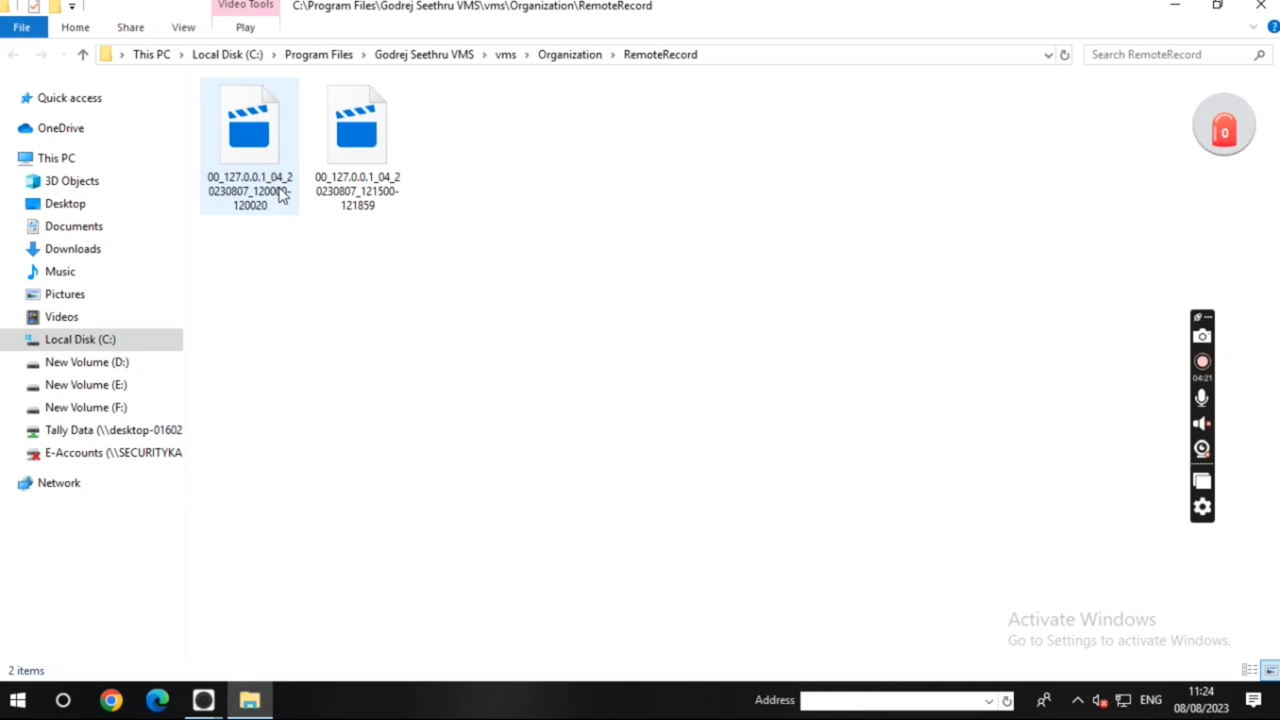 Video Tools
C:\Program Files\Godrej Seethru VMS\vms\Organization\RemoteRecord
File
Home
Share
View
Play
This PC > Local Disk (C:) > Program Files > Godrej Seethru VMS > vms > Organization > RemoteRecord
Search RemoteRecord
Quick access
OneDrive
This PC
3D Objects
Desktop
Documents
Downloads
Music
Pictures
Videos
Local Disk (C:)
New Volume (D:)
New Volume (E:)
New Volume (F:)
Tally Data (\\desktop-01602
E-Accounts (\\SECURITYKA
Network
00_127.0.0.1_04_2
0230807_120000-
120020
00_127.0.0.1_04_2
0230807_121500-
121859
0
04:21
Activate Windows
Go to Settings to activate Windows.
2 items
Address
ENG
11:24
08/08/2023